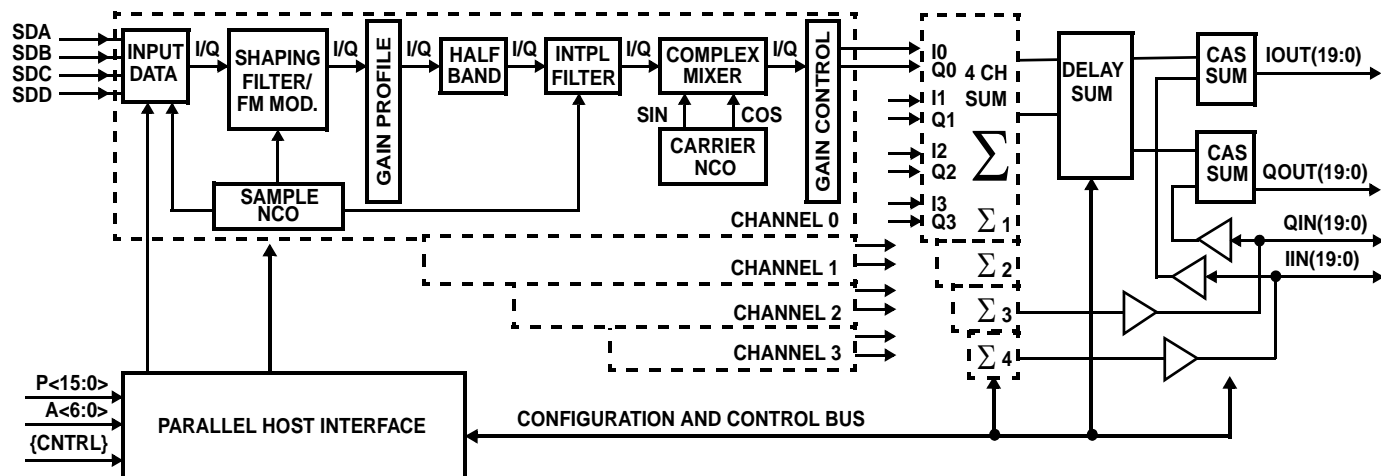 SDA
SDB
SDC
SDD
INPUT
DATA
I/Q
SHAPING
FILTER/
FM MOD.
I/Q
GAIN PROFILE
I/Q
HALF
BAND
I/Q
INTPL
FILTER
I/Q
COMPLEX
MIXER
I/Q
GAIN CONTROL
SIN
COS
CARRIER
NCO
SAMPLE
NCO
CHANNEL 0
CHANNEL 1
CHANNEL 2
CHANNEL 3
I0
Q0
I1
Q1
I2
Q2
I3
Q3
4 CH
SUM
∑
∑ 1
∑ 2
∑ 3
∑ 4
DELAY
SUM
CAS
SUM
IOUT(19:0)
CAS
SUM
QOUT(19:0)
QIN(19:0)
IIN(19:0)
P<15:0>
A<6:0>
{CNTRL}
PARALLEL HOST INTERFACE
CONFIGURATION AND CONTROL BUS